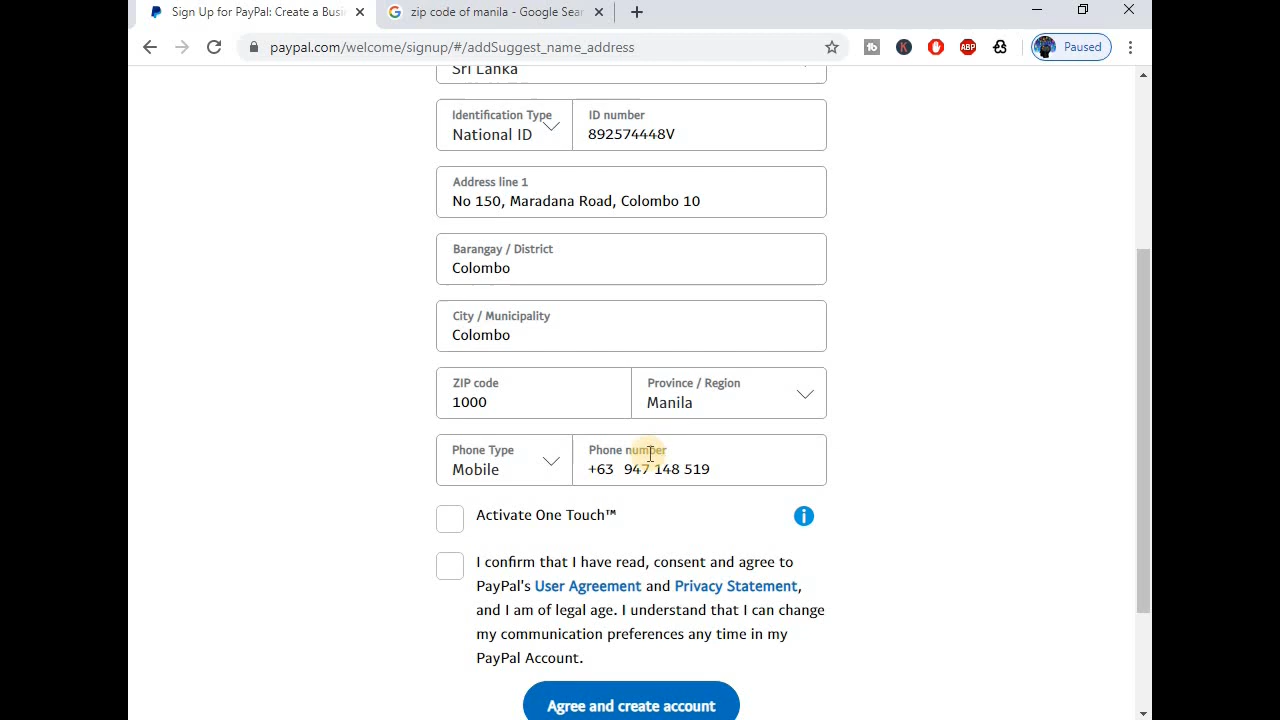 Sign Up for PayPal: Create a Busi
zip code of manila - Google Sear
paypal.com/welcome/signup/#/addSuggest_name_address
Paused
Sri Lanka
Identification Type
National ID
ID number
892574448V
Address line 1
No 150, Maradana Road, Colombo 10
Barangay / District
Colombo
City / Municipality
Colombo
ZIP code
1000
Province / Region
Manila
Phone Type
Mobile
Phone number
+63 947 148 519
Activate One Touch™
I confirm that I have read, consent and agree to
PayPal's User Agreement and Privacy Statement,
and I am of legal age. I understand that I can change
my communication preferences any time in my
PayPal Account.
Agree and create account